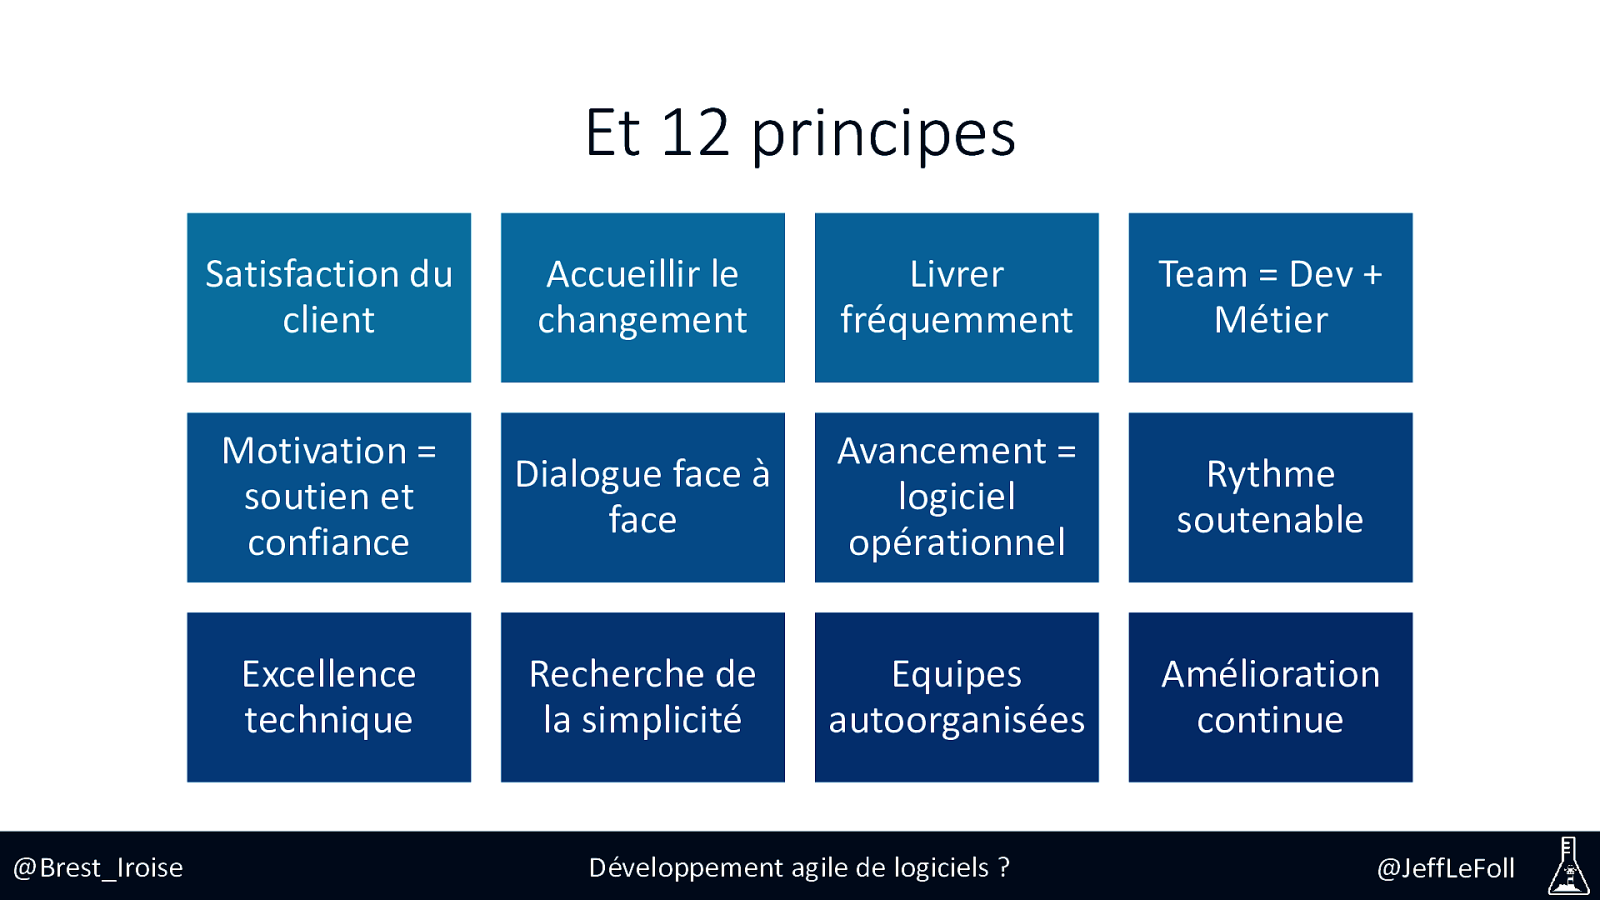 Et 12 principes
Satisfaction du
client
Accueillir le
changement
Livrer
fréquemment
Team = Dev +
Métier
Motivation =
soutien et
confiance
Dialogue face à
face
Avancement =
logiciel
opérationnel
Rythme
soutenable
Excellence
technique
Recherche de
la simplicité
Equipes
autoorganisées
Amélioration
continue
@Brest_Iroise
Développement agile de logiciels ?
@JeffLeFoll